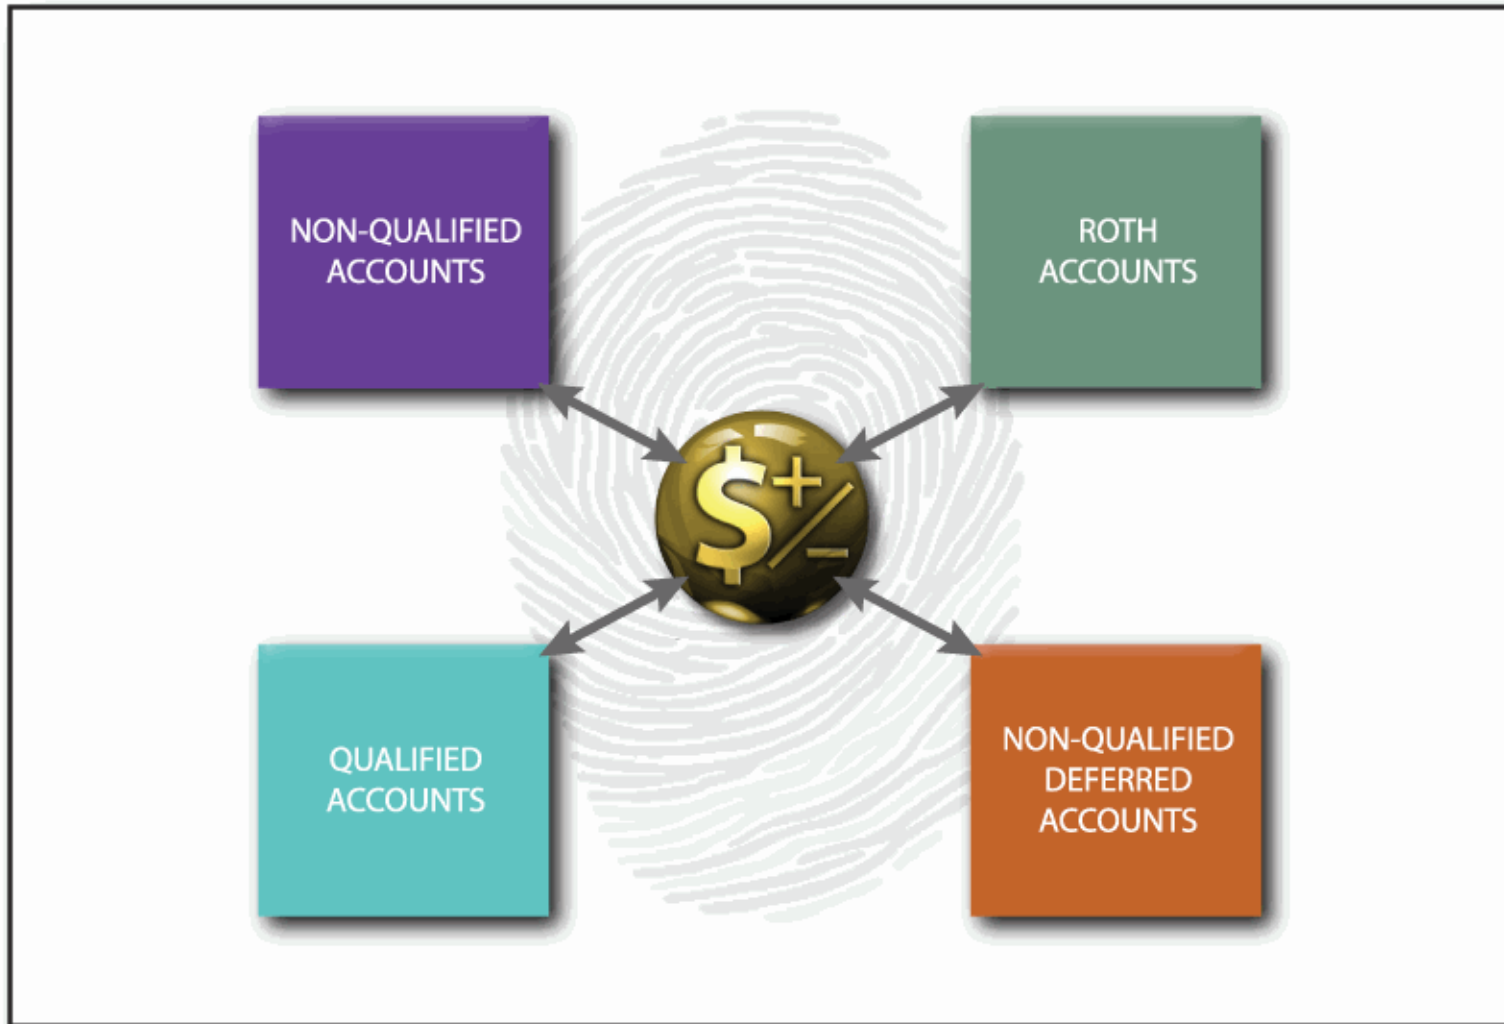 NON-QUALIFIED
ACCOUNTS
ROTH
ACCOUNTS
$+/-
QUALIFIED
ACCOUNTS
NON-QUALIFIED
DEFERRED
ACCOUNTS